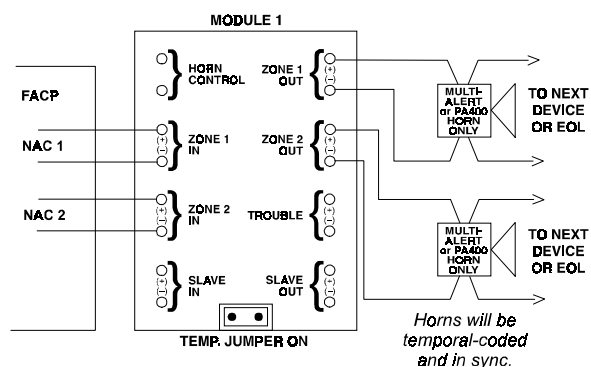 MODULE 1
FACP
NAC 1
NAC 2
HORN
CONTROL
ZONE 1
IN
(+)
(−)
ZONE 2
IN
(+)
(−)
SLAVE
IN
(+)
(−)
ZONE 1
OUT
(+)
(−)
ZONE 2
OUT
(+)
(−)
TROUBLE
(+)
(−)
SLAVE
OUT
(+)
(−)
TEMP. JUMPER ON
MULTI-
ALERT
or PA400
HORN
ONLY
TO NEXT
DEVICE
OR EOL
MULTI-
ALERT
or PA400
HORN
ONLY
TO NEXT
DEVICE
OR EOL
Horns will be
temporal-coded
and in sync.